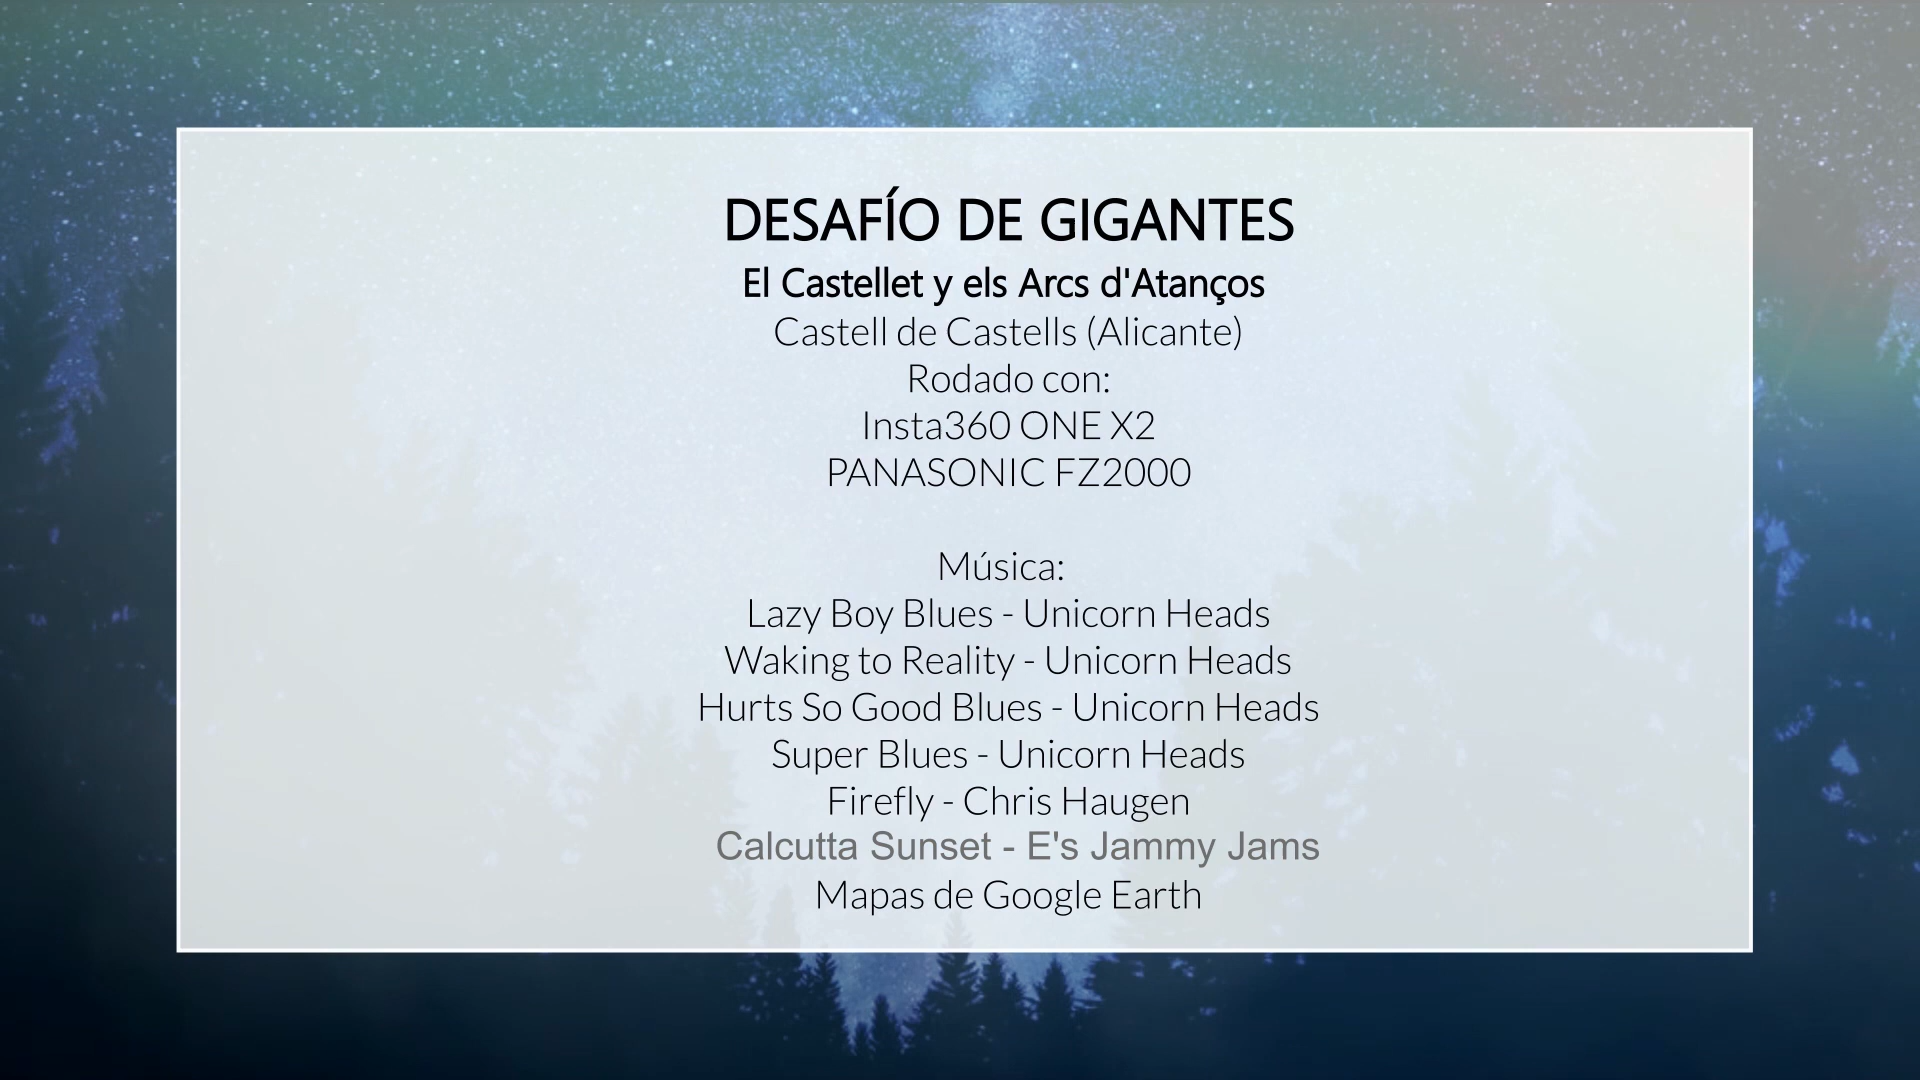 DESAFÍO DE GIGANTES
El Castellet y els Arcs d'Atanços
Castell de Castells (Alicante)
Rodado con:
Insta360 ONE X2
PANASONIC FZ2000
Música:
Lazy Boy Blues - Unicorn Heads
Waking to Reality - Unicorn Heads
Hurts So Good Blues - Unicorn Heads
Super Blues - Unicorn Heads
Firefly - Chris Haugen
Calcutta Sunset - E's Jammy Jams
Mapas de Google Earth